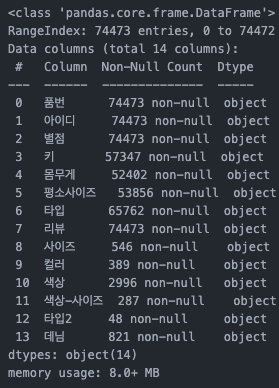 <class 'pandas.core.frame.DataFrame'>
RangeIndex: 74473 entries, 0 to 74472
Data columns (total 14 columns):
 #   Column  Non-Null Count  Dtype
---  ------  --------------  -----
 0   품번      74473 non-null  object
 1   아이디     74473 non-null  object
 2   별점      74473 non-null  object
 3   키       57347 non-null  object
 4   몸무게     52402 non-null  object
 5   평소사이즈   53856 non-null  object
 6   타입      65762 non-null  object
 7   리뷰      74473 non-null  object
 8   사이즈     546 non-null    object
 9   컬러      389 non-null    object
 10  색상      2996 non-null   object
 11  색상-사이즈  287 non-null    object
 12  타입2     48 non-null     object
 13  데님      821 non-null    object
dtypes: object(14)
memory usage: 8.0+ MB